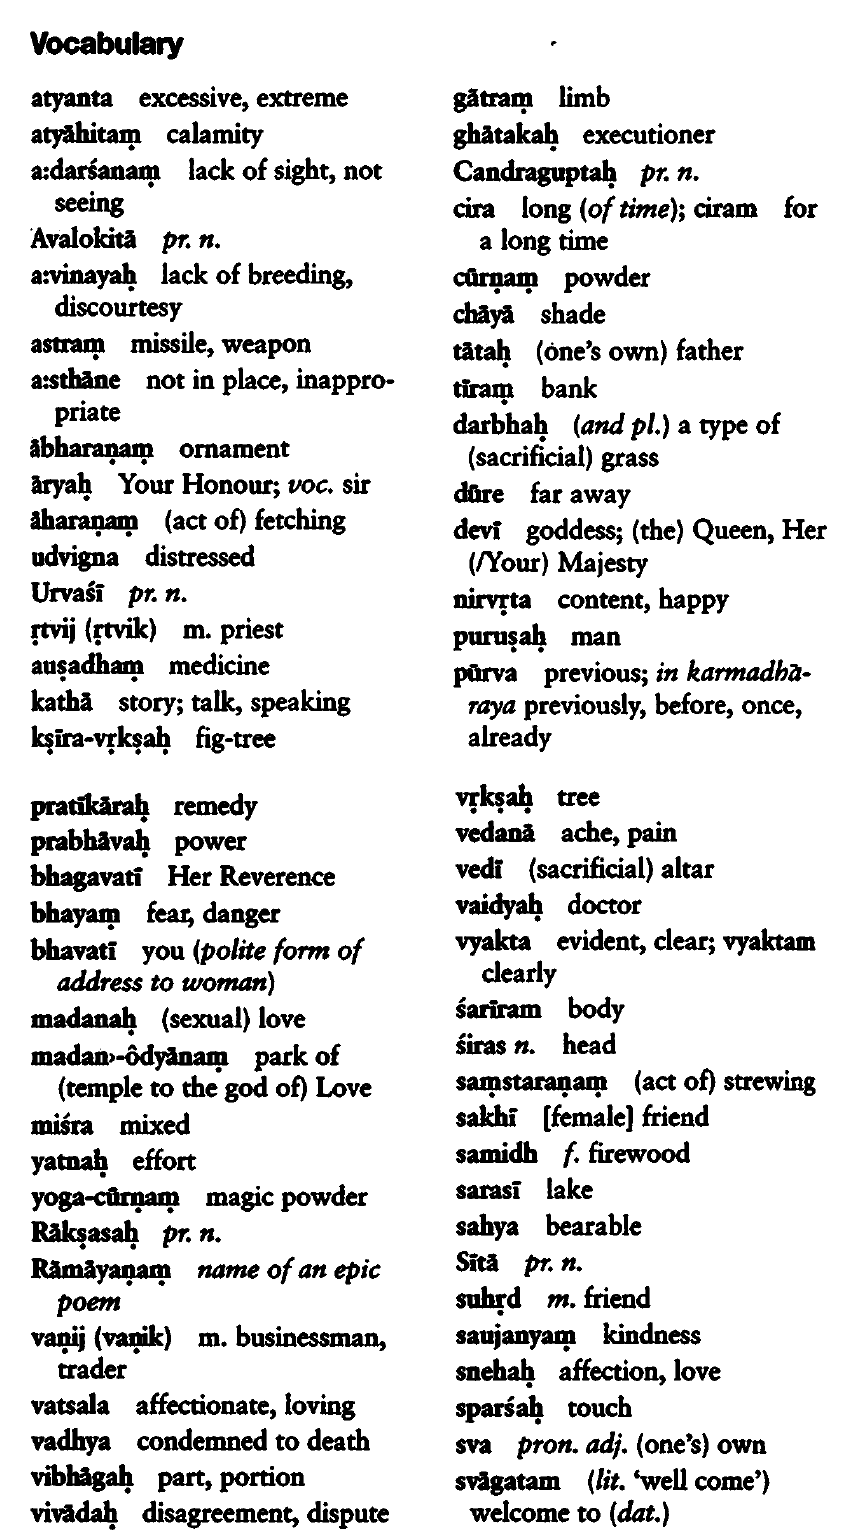 Vocabulary
atyanta excessive, extreme
atyāhitaṃ calamity
a:darśanaṃ lack of sight, not
seeing
Avalokitā pr. n.
a:vinayaḥ lack of breeding,
discourtesy
astraṃ missile, weapon
a:sthāne not in place, inappro-
priate
ābharaṇaṃ ornament
āryaḥ Your Honour; voc. sir
āharaṇaṃ (act of) fetching
udvigna distressed
Urvaśī pr. n.
ṛtvij (ṛtvik) m. priest
auṣadhaṃ medicine
kathā story; talk, speaking
kṣīra-vṛkṣaḥ fig-tree
gātraṃ limb
ghātakaḥ executioner
Candraguptaḥ pr. n.
cira long (of time); ciram for
a long time
cūrṇaṃ powder
chāyā shade
tātaḥ (one's own) father
tīraṃ bank
darbhaḥ (and pl.) a type of
(sacrificial) grass
dūre far away
devī goddess; (the) Queen, Her
(/Your) Majesty
nirvṛta content, happy
puruṣaḥ man
pūrva previous; in karmadhā-
raya previously, before, once,
already
pratīkāraḥ remedy
prabhāvaḥ power
bhagavatī Her Reverence
bhayaṃ fear, danger
bhavatī you (polite form of
address to woman)
madanaḥ (sexual) love
madan›-ôdyānaṃ park of
(temple to the god of) Love
miśra mixed
yatnaḥ effort
yoga-cūrṇaṃ magic powder
Rākṣasaḥ pr. n.
Rāmāyaṇaṃ name of an epic
poem
vaṇij (vaṇik) m. businessman,
trader
vatsala affectionate, loving
vadhya condemned to death
vibhāgaḥ part, portion
vivādaḥ disagreement, dispute
vṛkṣaḥ tree
vedanā ache, pain
vedī (sacrificial) altar
vaidyaḥ doctor
vyakta evident, clear; vyaktam
clearly
śarīram body
śiras n. head
saṃstaraṇaṃ (act of) strewing
sakhī [female] friend
samidh f. firewood
sarasī lake
sahya bearable
Sītā pr. n.
suhṛd m. friend
saujanyaṃ kindness
snehaḥ affection, love
sparśaḥ touch
sva pron. adj. (one's) own
svāgatam (lit. 'well come')
welcome to (dat.)